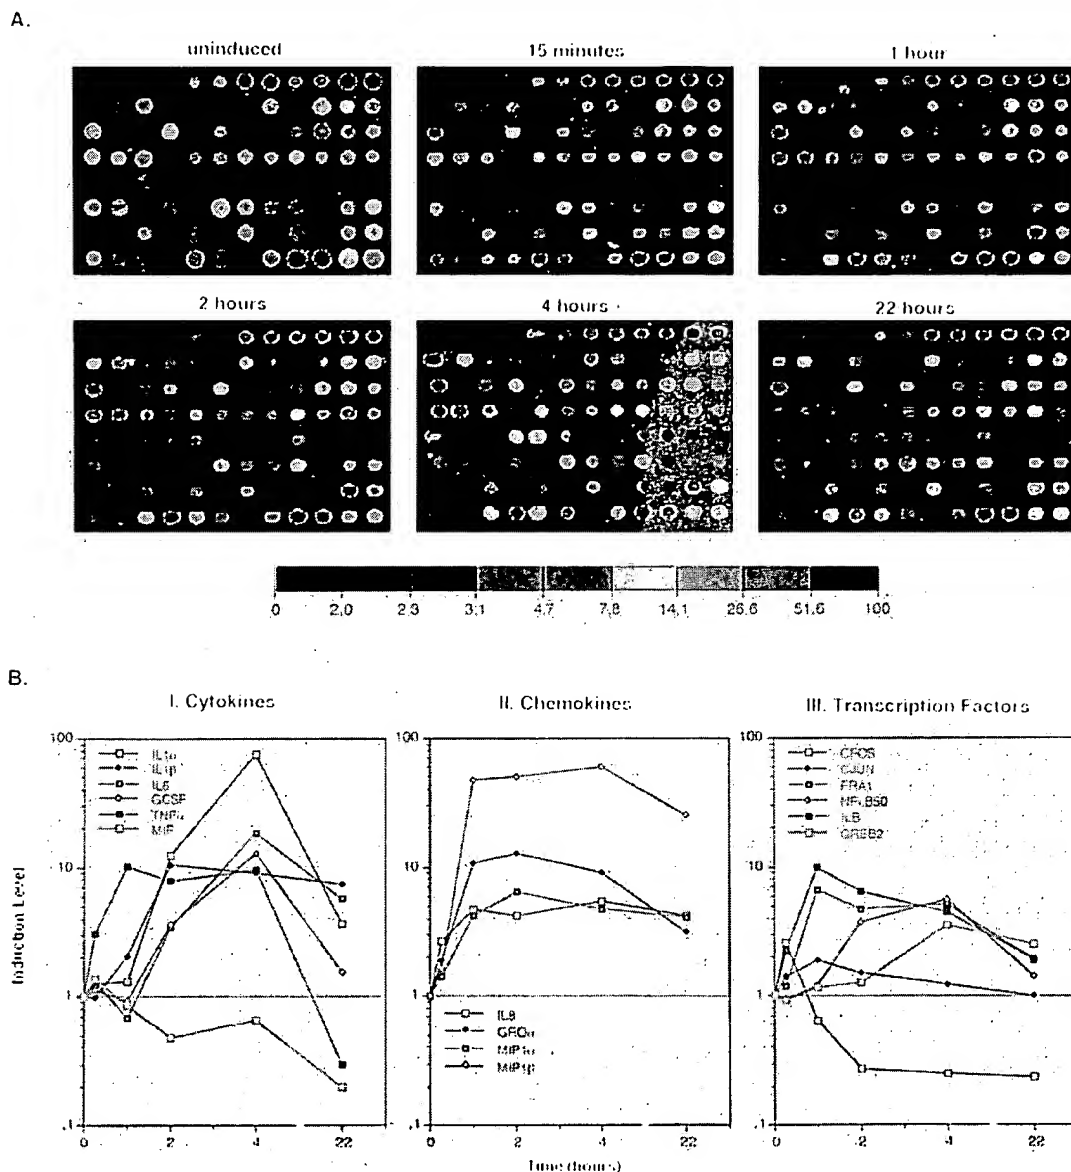 A.
uninduced
15 minutes
1 hour
2 hours
4 hours
22 hours
0 2.0 2.3 3.1 4.7 7.8 14.1 26.6 51.6 100
B.
I. Cytokines
II. Chemokines
III. Transcription Factors
Induction Level
100
10
1
.1
IL1α
IL1β
IL6
GCSF
TNFα
MIF
0 2 4 22
100
10
1
.1
IL8
GROα
MIP1α
MIP1β
0 2 4 22
100
10
1
.1
CFOS
CJUN
FRA1
NFκB50
CREB2
0 2 4 22
Time (hours)